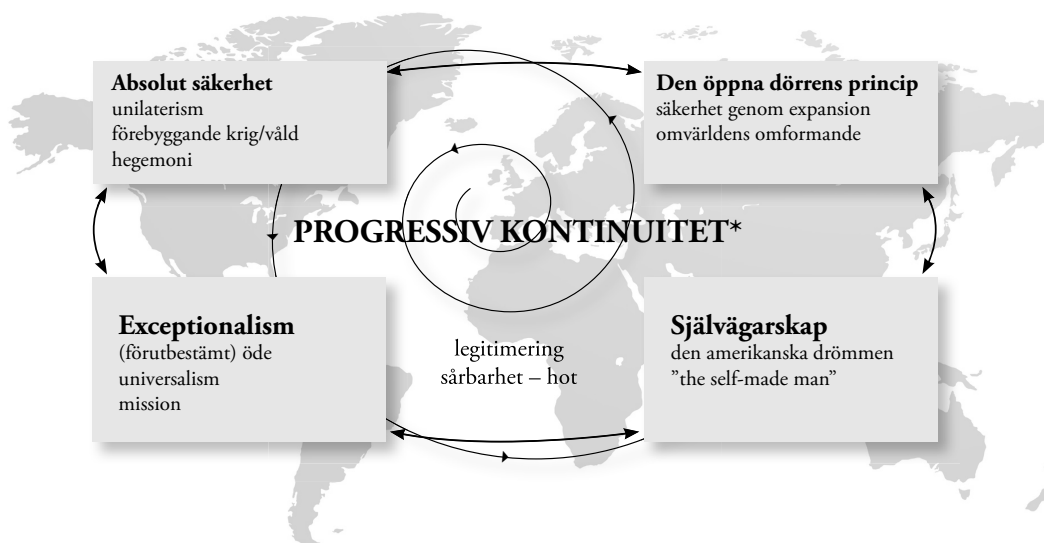 Absolut säkerhet
unilaterism
förebyggande krig/våld
hegemoni
Den öppna dörrens princip
säkerhet genom expansion
omvärldens omformande
PROGRESSIV KONTINUITET*
Exceptionalism
(förutbestämt) öde
universalism
mission
legitimering
sårbarhet – hot
Självägarskap
den amerikanska drömmen
”the self-made man”